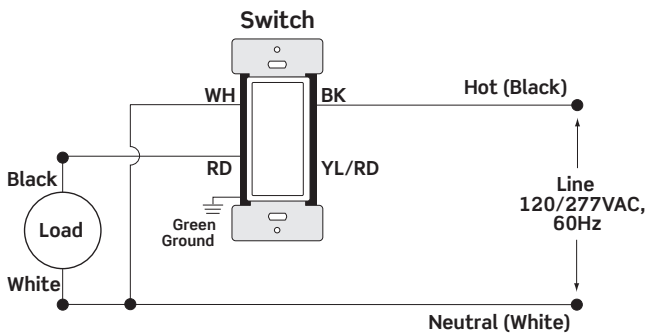 Switch
WH
BK
Hot (Black)
RD
YL/RD
Black
Load
Green
Ground
Line
120/277VAC,
60Hz
White
Neutral (White)